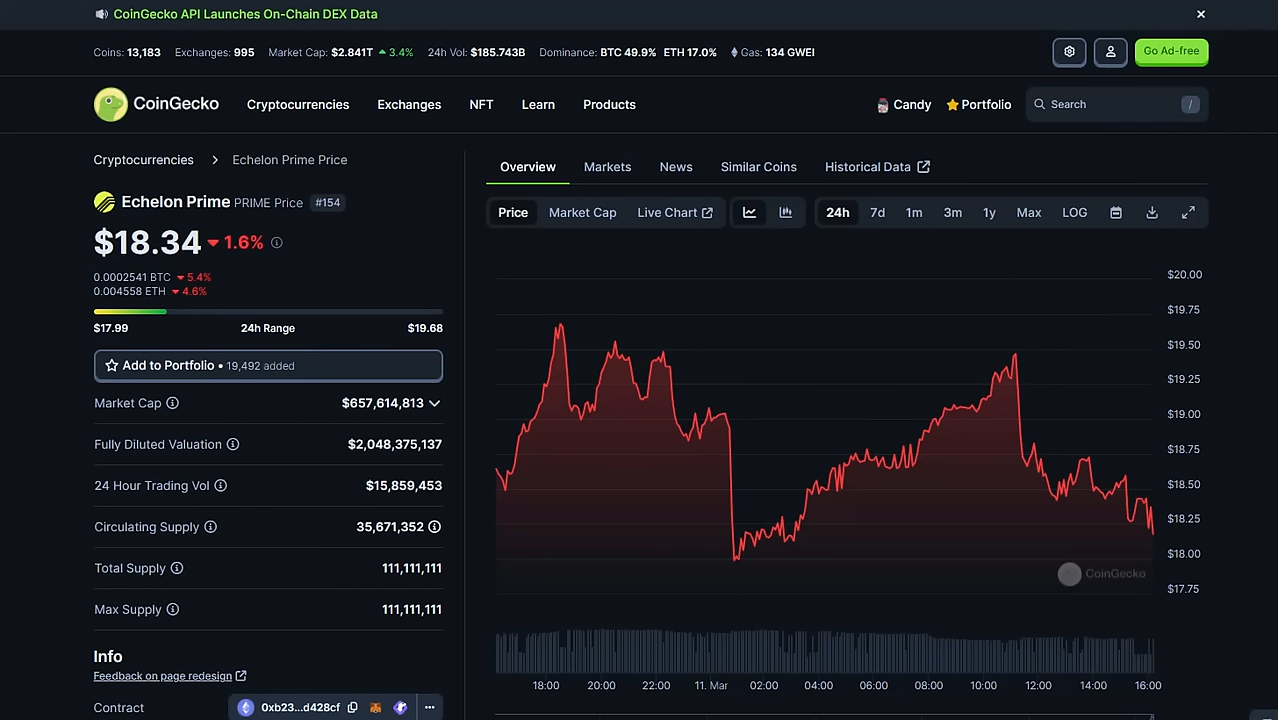 CoinGecko API Launches On-Chain DEX Data
Coins: 13,183 Exchanges: 995 Market Cap: $2.841T 3.4% 24h Vol: $185.743B Dominance: BTC 49.9% ETH 17.0% Gas: 134 GWEI
Go Ad-free
CoinGecko Cryptocurrencies Exchanges NFT Learn Products Candy Portfolio Search /
Cryptocurrencies > Echelon Prime Price
Echelon Prime PRIME Price #154
$18.34 1.6%
0.0002541 BTC 5.4%
0.004558 ETH 4.6%
$17.99 24h Range $19.68
Add to Portfolio • 19,492 added
Market Cap $657,614,813
Fully Diluted Valuation $2,048,375,137
24 Hour Trading Vol $15,859,453
Circulating Supply 35,671,352
Total Supply 111,111,111
Max Supply 111,111,111
Info
Feedback on page redesign
Contract 0xb23...d428cf
Overview Markets News Similar Coins Historical Data
Price Market Cap Live Chart 24h 7d 1m 3m 1y Max LOG
$20.00
$19.75
$19.50
$19.25
$19.00
$18.75
$18.50
$18.25
$18.00
$17.75
CoinGecko
18:00 20:00 22:00 11. Mar 02:00 04:00 06:00 08:00 10:00 12:00 14:00 16:00